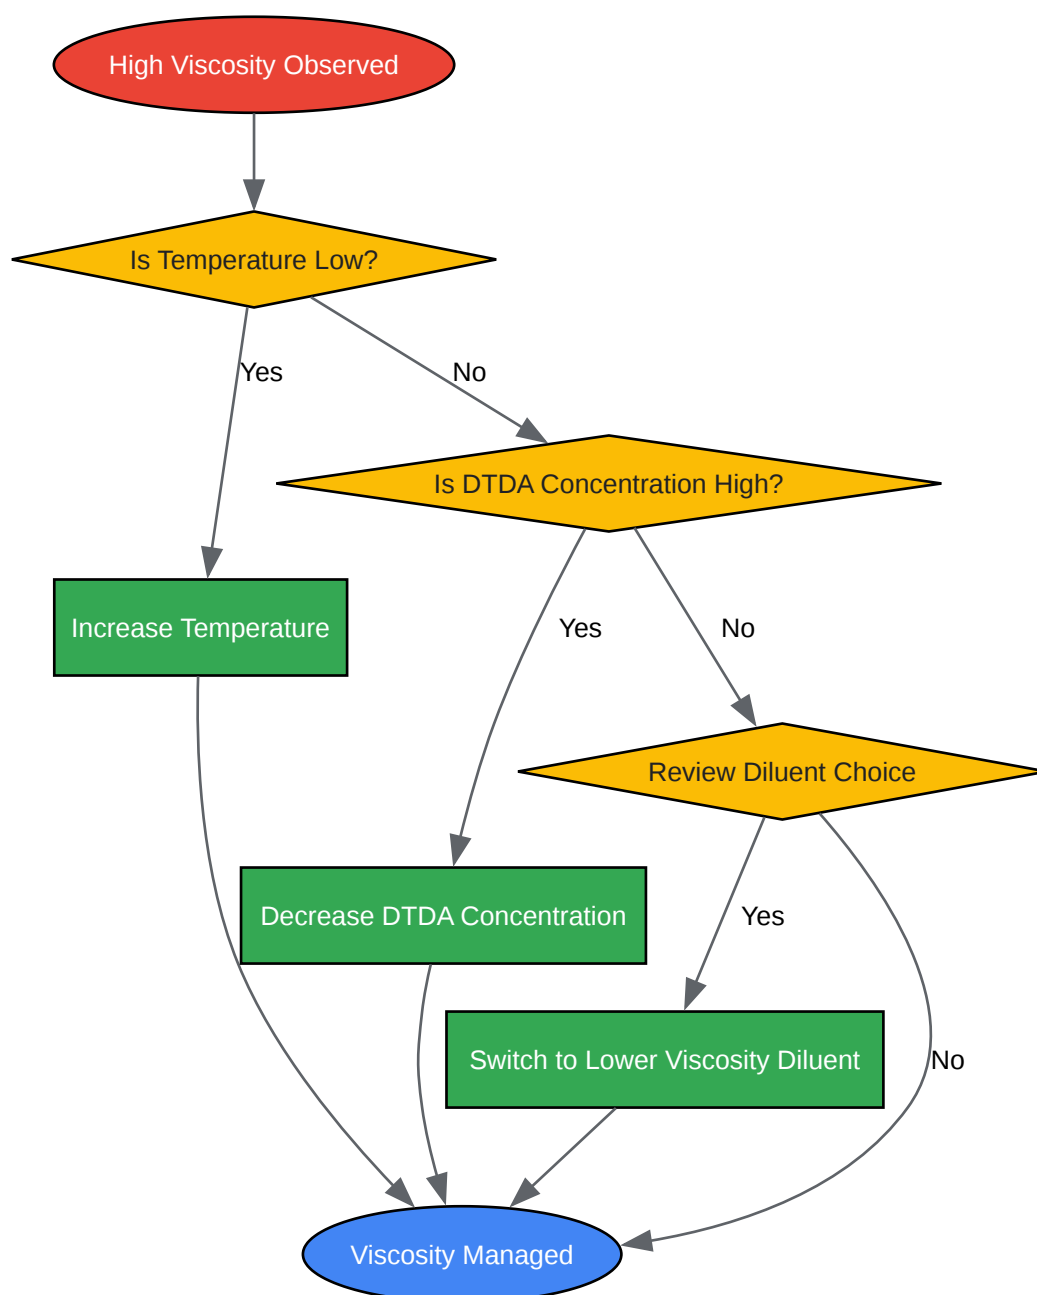 High Viscosity Observed
Is Temperature Low?
Yes
No
Is DTDA Concentration High?
Increase Temperature
Yes
No
Review Diluent Choice
Decrease DTDA Concentration
Yes
Switch to Lower Viscosity Diluent
No
Viscosity Managed